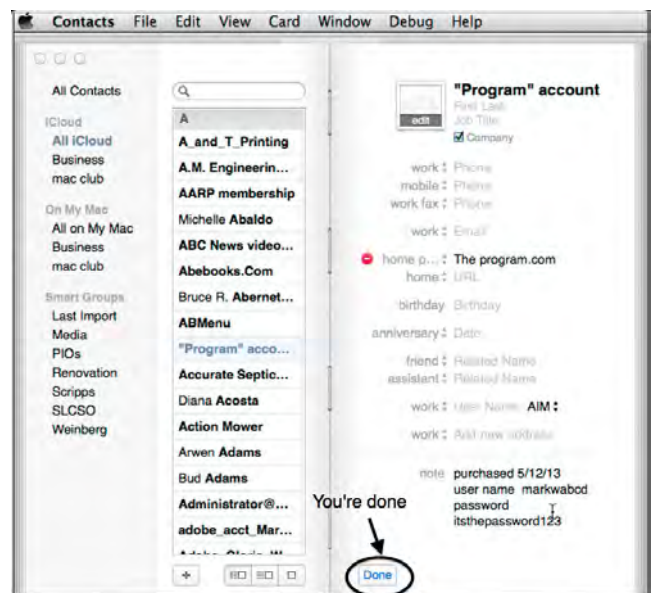 Contacts File Edit View Card Window Debug Help
All Contacts
iCloud
All iCloud
Business
mac club
On My Mac
All on My Mac
Business
mac club
Smart Groups
Last Import
Media
PIOs
Renovation
Scripps
SLCSO
Weinberg
A
A_and_T_Printing
A.M. Engineerin...
AARP membership
Michelle Abaldo
ABC News video...
Abebooks.Com
Bruce R. Abernet...
ABMenu
"Program" acco...
Accurate Septic...
Diana Acosta
Action Mower
Arwen Adams
Bud Adams
Administrator@...
adobe_acct_Mar...
"Program" account
First Last
Job Title
edit
Company
work Phone
mobile Phone
work fax Phone
work Email
home p... The program.com
home URL
birthday Birthday
anniversary Date
friend Related Name
assistant Related Name
work User Name AIM
work Add new address
note purchased 5/12/13
user name markwabcd
password
itsthepassword123
You're done
Done